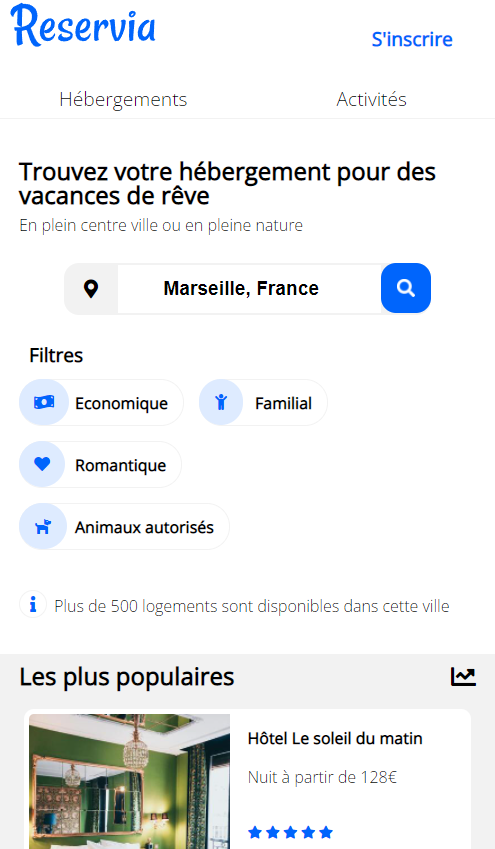 Reservia
S'inscrire
Hébergements
Activités
Trouvez votre hébergement pour des
vacances de rêve
En plein centre ville ou en pleine nature
Marseille, France
Filtres
Economique
Familial
Romantique
Animaux autorisés
Plus de 500 logements sont disponibles dans cette ville
Les plus populaires
Hôtel Le soleil du matin
Nuit à partir de 128€